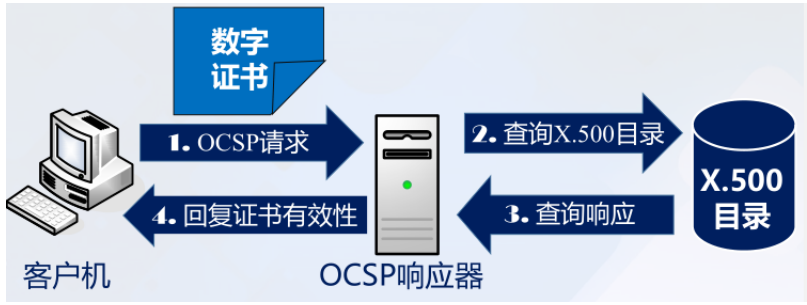 数字
证书
1. OCSP请求
2. 查询X.500目录
X.500
目录
4. 回复证书有效性
3. 查询响应
客户机
OCSP响应器